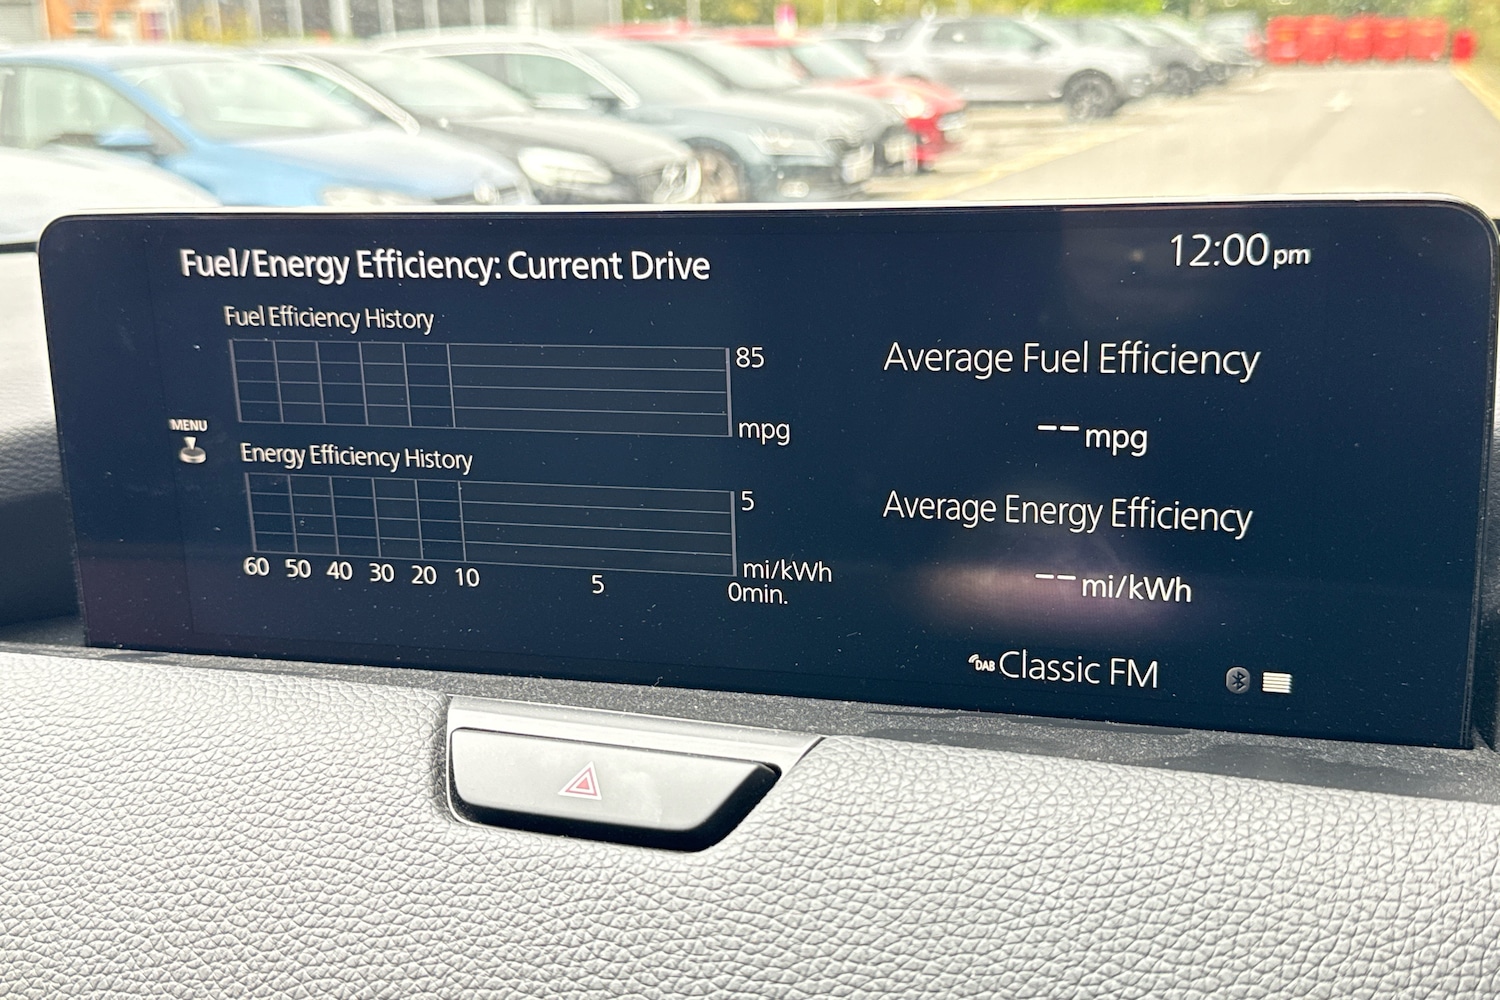 Fuel/Energy Efficiency: Current Drive
12:00 pm
Fuel Efficiency History
85
mpg
MENU
Energy Efficiency History
5
mi/kWh
60 50 40 30 20 10 5 0min.
Average Fuel Efficiency
-- mpg
Average Energy Efficiency
-- mi/kWh
DAB Classic FM